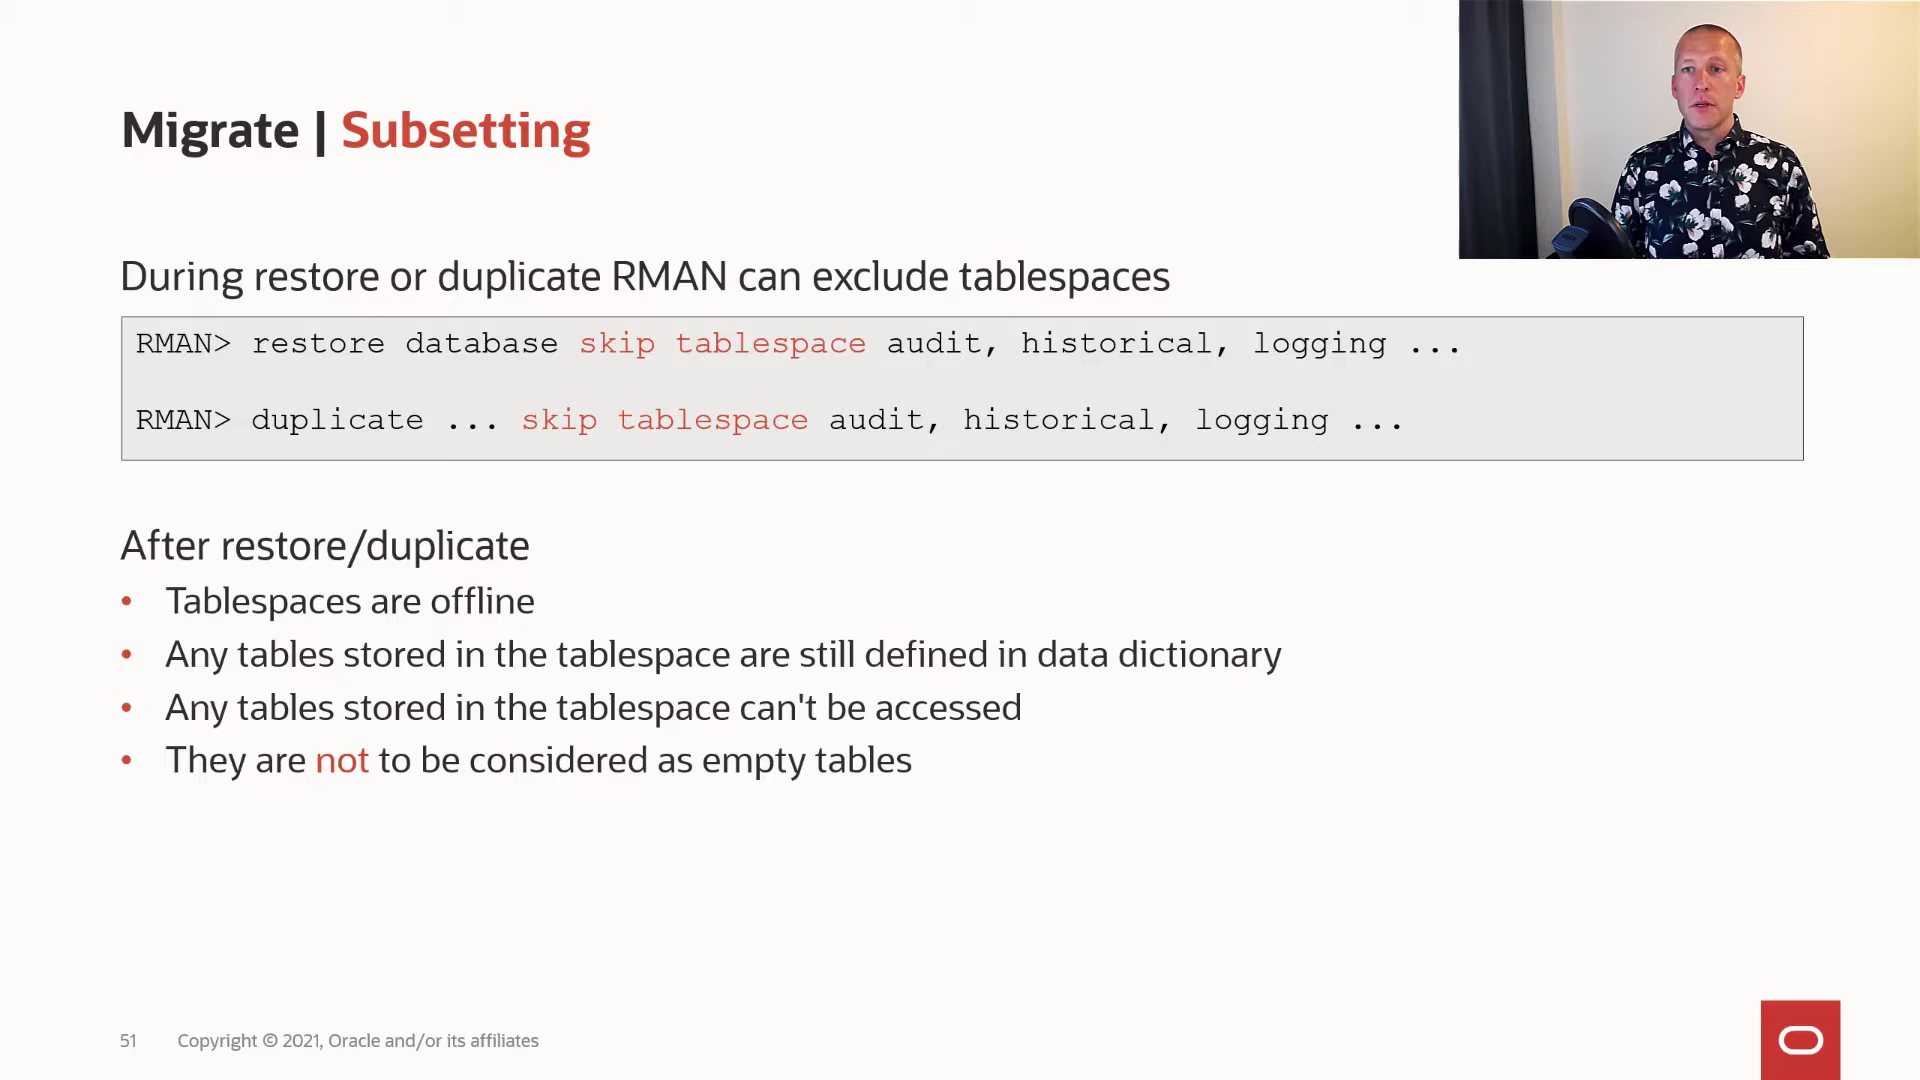 Migrate | Subsetting
During restore or duplicate RMAN can exclude tablespaces
RMAN> restore database skip tablespace audit, historical, logging ...
RMAN> duplicate ... skip tablespace audit, historical, logging ...
After restore/duplicate
• Tablespaces are offline
• Any tables stored in the tablespace are still defined in data dictionary
• Any tables stored in the tablespace can't be accessed
• They are not to be considered as empty tables
51 Copyright © 2021, Oracle and/or its affiliates